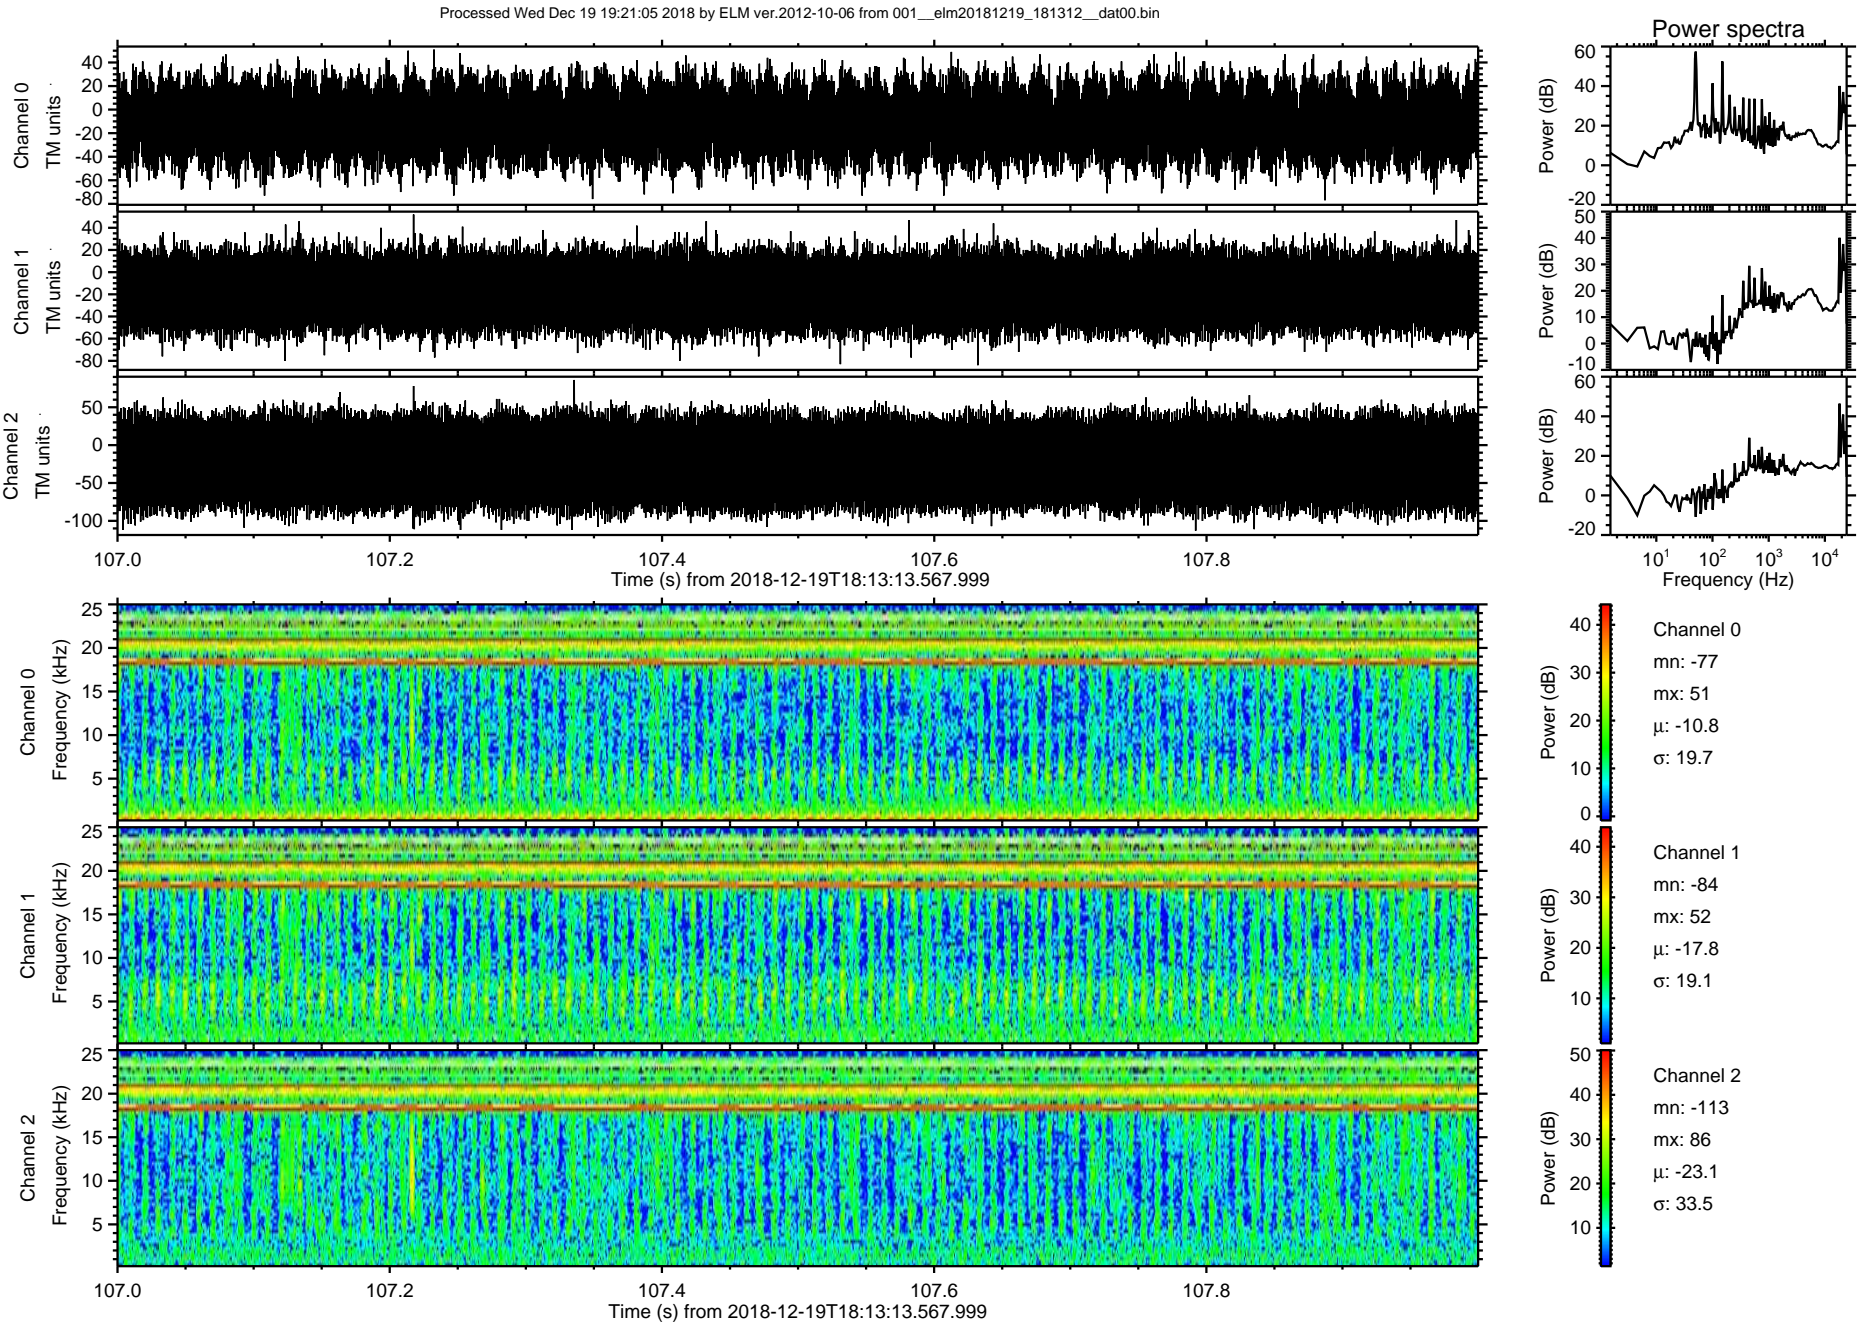 Processed Wed Dec 19 19:21:05 2018 by ELM ver.2012-10-06 from 001__elm20181219_181312__dat00.bin
Power spectra
Channel 0
TM units
40
20
0
-20
-40
-60
-80
Power (dB)
60
40
20
0
-20
Channel 1
TM units
40
20
0
-20
-40
-60
-80
Power (dB)
50
40
30
20
10
0
-10
Channel 2
TM units
50
0
-50
-100
Power (dB)
60
40
20
0
-20
107.0 107.2 107.4 107.6 107.8
Time (s) from 2018-12-19T18:13:13.567.999
10^1 10^2 10^3 10^4
Frequency (Hz)
Channel 0
Frequency (kHz)
25
20
15
10
5
Power (dB)
40
30
20
10
0
Channel 0
mn: -77
mx: 51
μ: -10.8
σ: 19.7
Channel 1
Frequency (kHz)
25
20
15
10
5
Power (dB)
40
30
20
10
Channel 1
mn: -84
mx: 52
μ: -17.8
σ: 19.1
Channel 2
Frequency (kHz)
25
20
15
10
5
Power (dB)
50
40
30
20
10
Channel 2
mn: -113
mx: 86
μ: -23.1
σ: 33.5
107.0 107.2 107.4 107.6 107.8
Time (s) from 2018-12-19T18:13:13.567.999